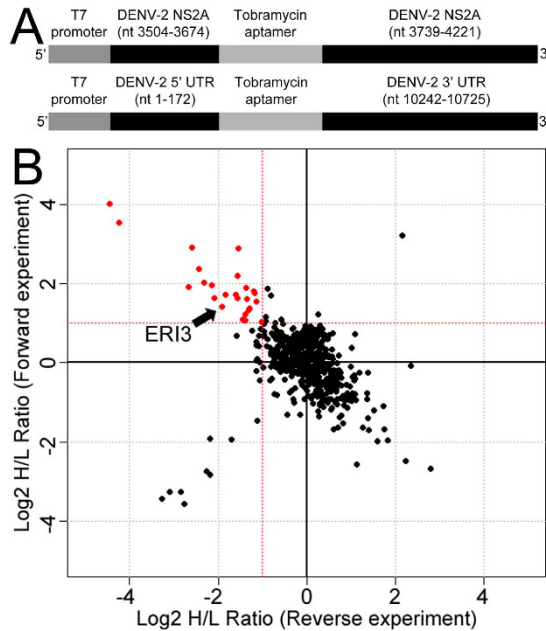 A
T7 DENV-2 NS2A Tobramycin DENV-2 NS2A
promoter (nt 3504-3674) aptamer (nt 3739-4221)
5' 3'
T7 DENV-2 5' UTR Tobramycin DENV-2 3' UTR
promoter (nt 1-172) aptamer (nt 10242-10725)
5' 3'
B
Log2 H/L Ratio (Forward experiment)
4
2
0
-2
-4
ERI3
-4 -2 0 2 4
Log2 H/L Ratio (Reverse experiment)